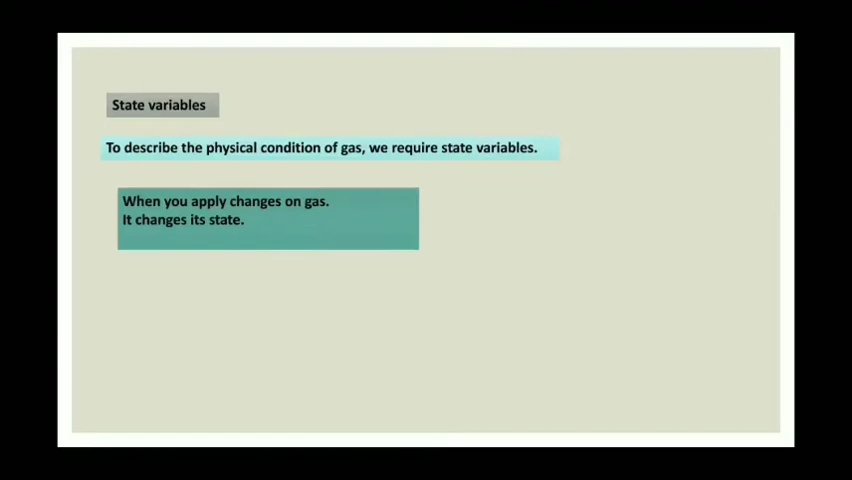 State variables
To describe the physical condition of gas, we require state variables.
When you apply changes on gas.
It changes its state.